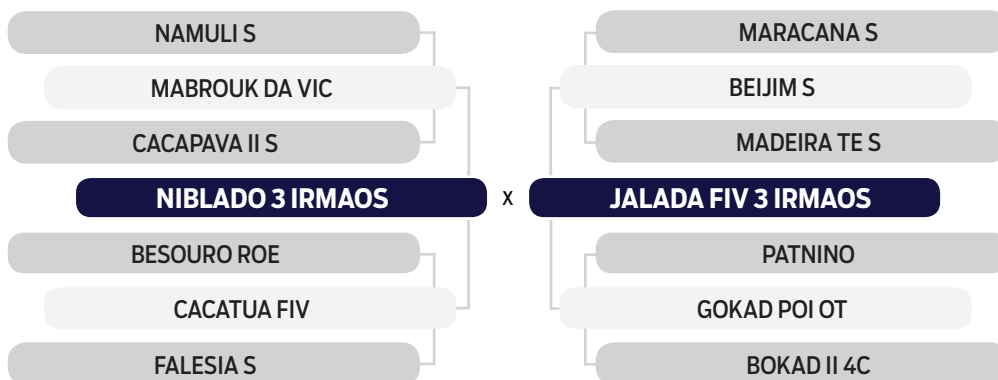 NAMULI S
MARACANA S
MABROUK DA VIC
BEIJIM S
CACAPAVA II S
MADEIRA TE S
NIBLADO 3 IRMAOS x JALADA FIV 3 IRMAOS
BESOURO ROE
PATNINO
CACATUA FIV
GOKAD POI OT
FALESIA S
BOKAD II 4C